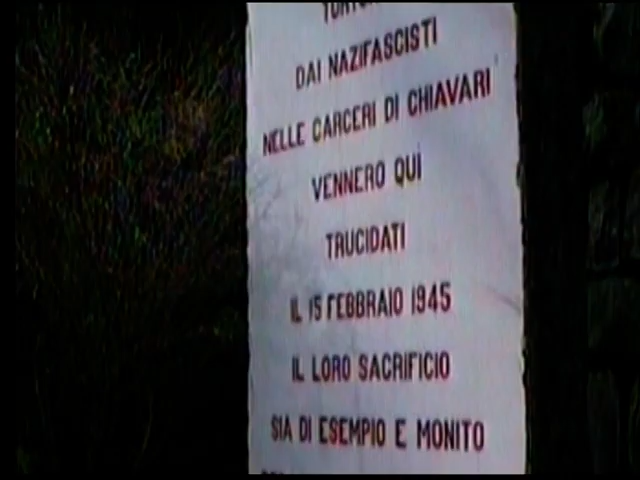 DAI NAZIFASCISTI
NELLE CARCERI DI CHIAVARI
VENNERO QUI
TRUCIDATI
IL 15 FEBBRAIO 1945
IL LORO SACRIFICIO
SIA DI ESEMPIO E MONITO